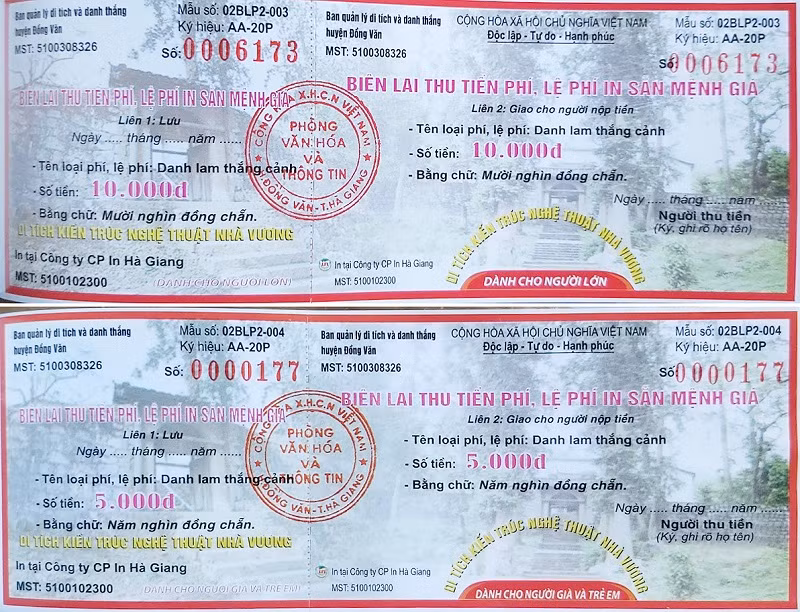 Ban quản lý di tích và danh thắng
huyện Đồng Văn
MST: 5100308326
Mẫu số: 02BLP2-003
Ký hiệu: AA-20P
Số: 0006173
BIÊN LAI THU TIỀN PHÍ, LỆ PHÍ IN SẴN MỆNH GIÁ
Liên 1: Lưu
Ngày ..... tháng ..... năm ......
- Tên loại phí, lệ phí: Danh lam thắng cảnh
- Số tiền: 10.000đ
- Bằng chữ: Mười nghìn đồng chẵn.
DI TÍCH KIẾN TRÚC NGHỆ THUẬT NHÀ VƯƠNG
In tại Công ty CP In Hà Giang
MST: 5100102300
(DÀNH CHO NGƯỜI LỚN)
CỘNG HÒA X.H.C.N VIỆT NAM
PHÒNG
VĂN HÓA
VÀ
THÔNG TIN
ĐỒNG VĂN-T.HÀ GIANG
Ban quản lý di tích và danh thắng
huyện Đồng Văn
MST: 5100308326
CỘNG HÒA XÃ HỘI CHỦ NGHĨA VIỆT NAM
Độc lập - Tự do - Hạnh phúc
Mẫu số: 02BLP2-003
Ký hiệu: AA-20P
Số 0006173
BIÊN LAI THU TIỀN PHÍ, LỆ PHÍ IN SẴN MỆNH GIÁ
Liên 2: Giao cho người nộp tiền
- Tên loại phí, lệ phí: Danh lam thắng cảnh
- Số tiền: 10.000đ
- Bằng chữ: Mười nghìn đồng chẵn.
Ngày ..... tháng ..... năm ......
Người thu tiền
(Ký, ghi rõ họ tên)
DI TÍCH KIẾN TRÚC NGHỆ THUẬT NHÀ VƯƠNG
In tại Công ty CP In Hà Giang
MST: 5100102300
DÀNH CHO NGƯỜI LỚN
Ban quản lý di tích và danh thắng
huyện Đồng Văn
MST: 5100308326
Mẫu số: 02BLP2-004
Ký hiệu: AA-20P
Số: 0000177
BIÊN LAI THU TIỀN PHÍ, LỆ PHÍ IN SẴN MỆNH GIÁ
Liên 1: Lưu
Ngày ..... tháng ..... năm ......
- Tên loại phí, lệ phí: Danh lam thắng cảnh
- Số tiền: 5.000đ
- Bằng chữ: Năm nghìn đồng chẵn.
DI TÍCH KIẾN TRÚC NGHỆ THUẬT NHÀ VƯƠNG
In tại Công ty CP In Hà Giang
MST: 5100102300
(DÀNH CHO NGƯỜI GIÀ VÀ TRẺ EM)
CỘNG HÒA X.H.C.N VIỆT NAM
PHÒNG
VĂN HÓA
VÀ
THÔNG TIN
ĐỒNG VĂN-T.HÀ GIANG
Ban quản lý di tích và danh thắng
huyện Đồng Văn
MST: 5100308326
CỘNG HÒA XÃ HỘI CHỦ NGHĨA VIỆT NAM
Độc lập - Tự do - Hạnh phúc
Mẫu số: 02BLP2-004
Ký hiệu: AA-20P
Số 0000177
BIÊN LAI THU TIỀN PHÍ, LỆ PHÍ IN SẴN MỆNH GIÁ
Liên 2: Giao cho người nộp tiền
- Tên loại phí, lệ phí: Danh lam thắng cảnh
- Số tiền: 5.000đ
- Bằng chữ: Năm nghìn đồng chẵn.
Ngày ..... tháng ..... năm ......
Người thu tiền
(Ký, ghi rõ họ tên)
DI TÍCH KIẾN TRÚC NGHỆ THUẬT NHÀ VƯƠNG
In tại Công ty CP In Hà Giang
MST: 5100102300
DÀNH CHO NGƯỜI GIÀ VÀ TRẺ EM